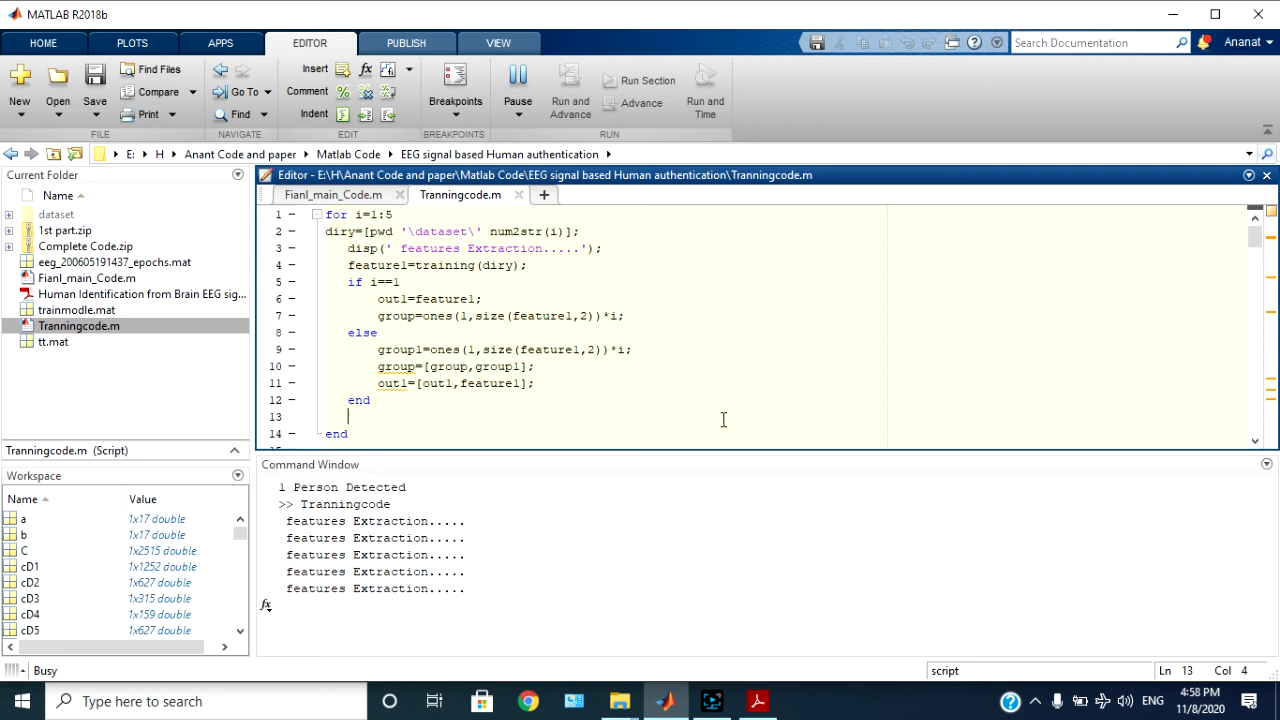 MATLAB R2018b
HOME PLOTS APPS EDITOR PUBLISH VIEW Search Documentation Ananat
New Open Save Find Files Compare Print
Go To Find
Insert fx
Comment
Indent
Breakpoints Pause Run and Advance Run Section Advance Run and Time
FILE NAVIGATE EDIT BREAKPOINTS RUN
E: H Anant Code and paper Matlab Code EEG signal based Human authentication
Current Folder
Name
dataset
1st part.zip
Complete Code.zip
eeg_200605191437_epochs.mat
Fianl_main_Code.m
Human Identification from Brain EEG sig...
trainmodle.mat
Tranningcode.m
tt.mat
Tranningcode.m (Script)
Workspace
Name Value
a 1x17 double
b 1x17 double
C 1x2515 double
cD1 1x1252 double
cD2 1x627 double
cD3 1x315 double
cD4 1x159 double
cD5 1x627 double
Editor - E:\H\Anant Code and paper\Matlab Code\EEG signal based Human authentication\Tranningcode.m
Fianl_main_Code.m Tranningcode.m
1 for i=1:5
2 diry=[pwd '\dataset\' num2str(i)];
3 disp(' features Extraction.....');
4 feature1=training(diry);
5 if i==1
6 out1=feature1;
7 group=ones(1,size(feature1,2))*i;
8 else
9 group1=ones(1,size(feature1,2))*i;
10 group=[group,group1];
11 out1=[out1,feature1];
12 end
13
14 end
Command Window
1 Person Detected
>> Tranningcode
features Extraction.....
features Extraction.....
features Extraction.....
features Extraction.....
features Extraction.....
fx
Busy script Ln 13 Col 4
Type here to search ENG 4:58 PM
11/8/2020